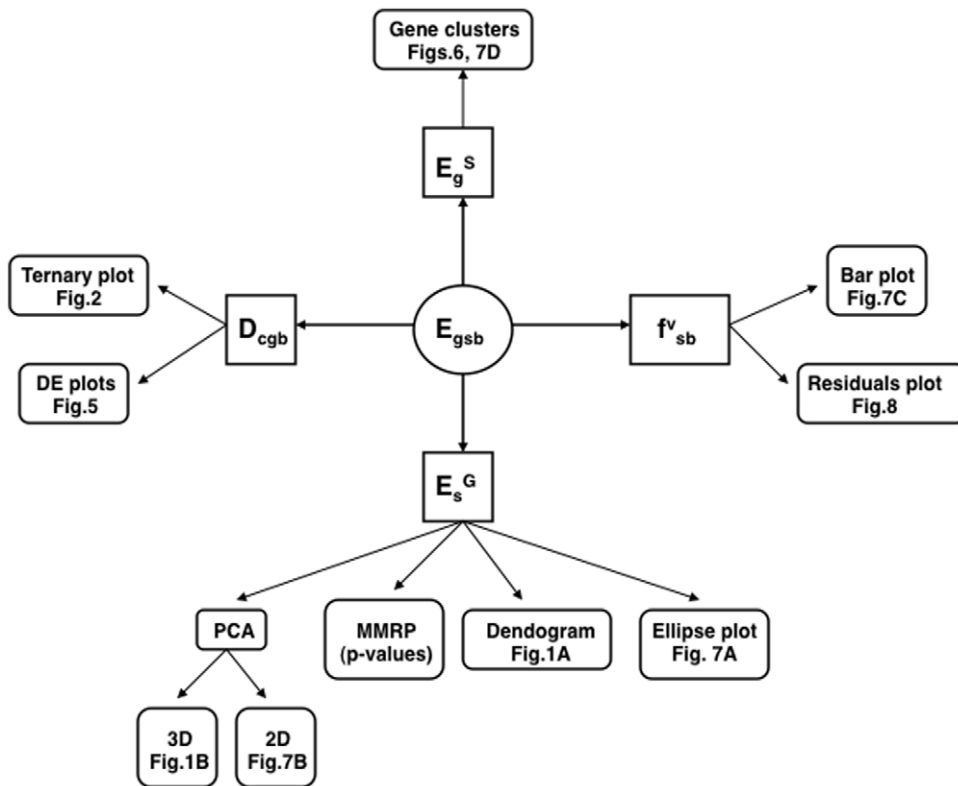 Gene clusters
Figs.6, 7D
E_g^S
Ternary plot
Fig.2
Bar plot
Fig.7C
D_cgb
E_gsb
f^v_sb
DE plots
Fig.5
Residuals plot
Fig.8
E_s^G
PCA
MMRP
(p-values)
Dendogram
Fig.1A
Ellipse plot
Fig. 7A
3D
Fig.1B
2D
Fig.7B